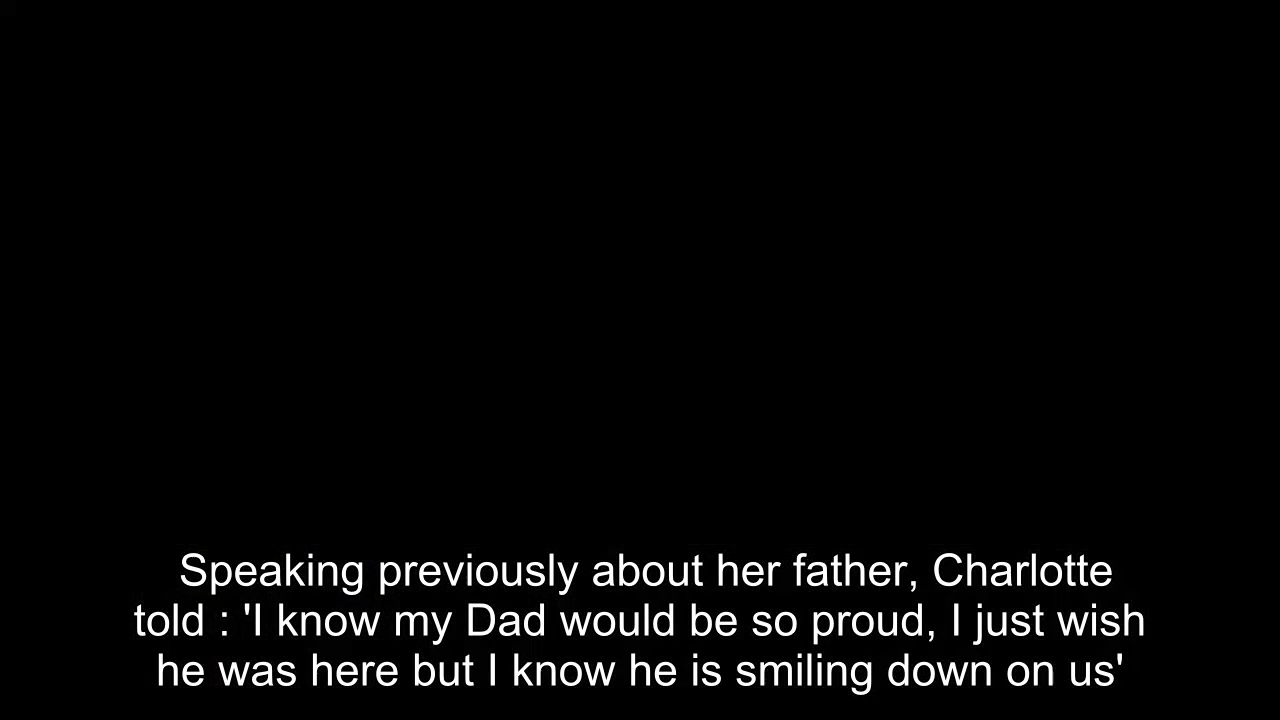 Speaking previously about her father, Charlotte
told : 'I know my Dad would be so proud, I just wish
he was here but I know he is smiling down on us'